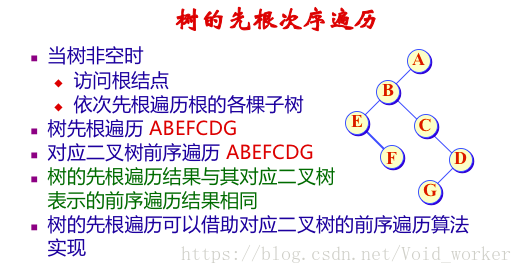 树的先根次序遍历
当树非空时
访问根结点
依次先根遍历根的各棵子树
树先根遍历 ABEFCDG
对应二叉树前序遍历 ABEFCDG
树的先根遍历结果与其对应二叉树
表示的前序遍历结果相同
树的先根遍历可以借助对应二叉树的前序遍历算法
实现
A
B
E
C
F
D
G
https://blog.csdn.net/Void_worker